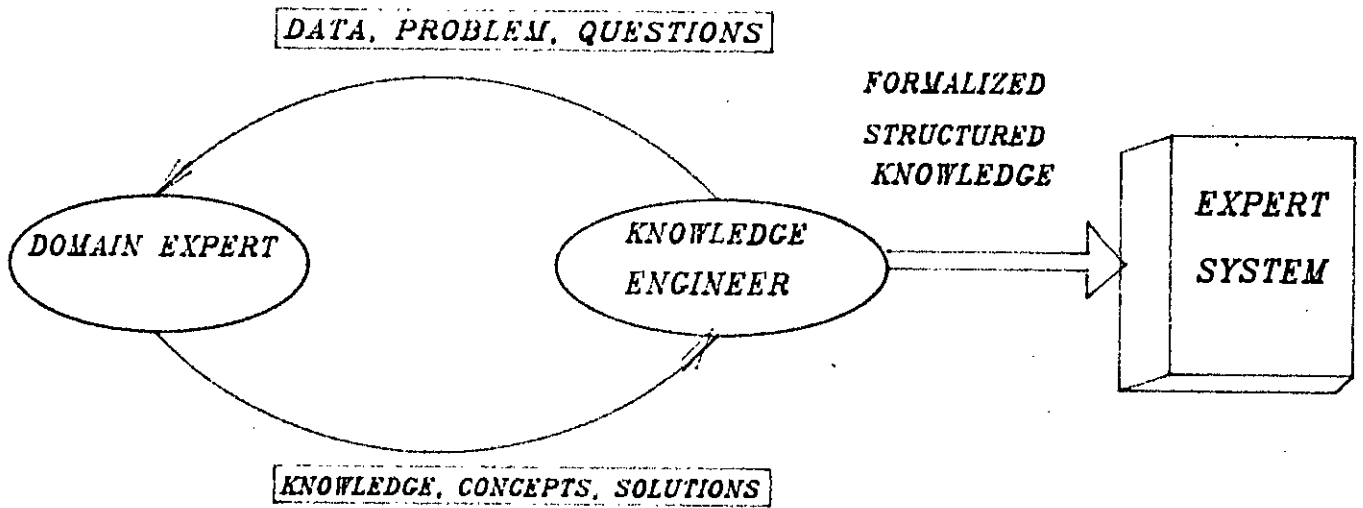 DATA, PROBLEM, QUESTIONS
FORMALIZED
STRUCTURED
KNOWLEDGE
DOMAIN EXPERT
KNOWLEDGE
ENGINEER
EXPERT
SYSTEM
KNOWLEDGE, CONCEPTS, SOLUTIONS